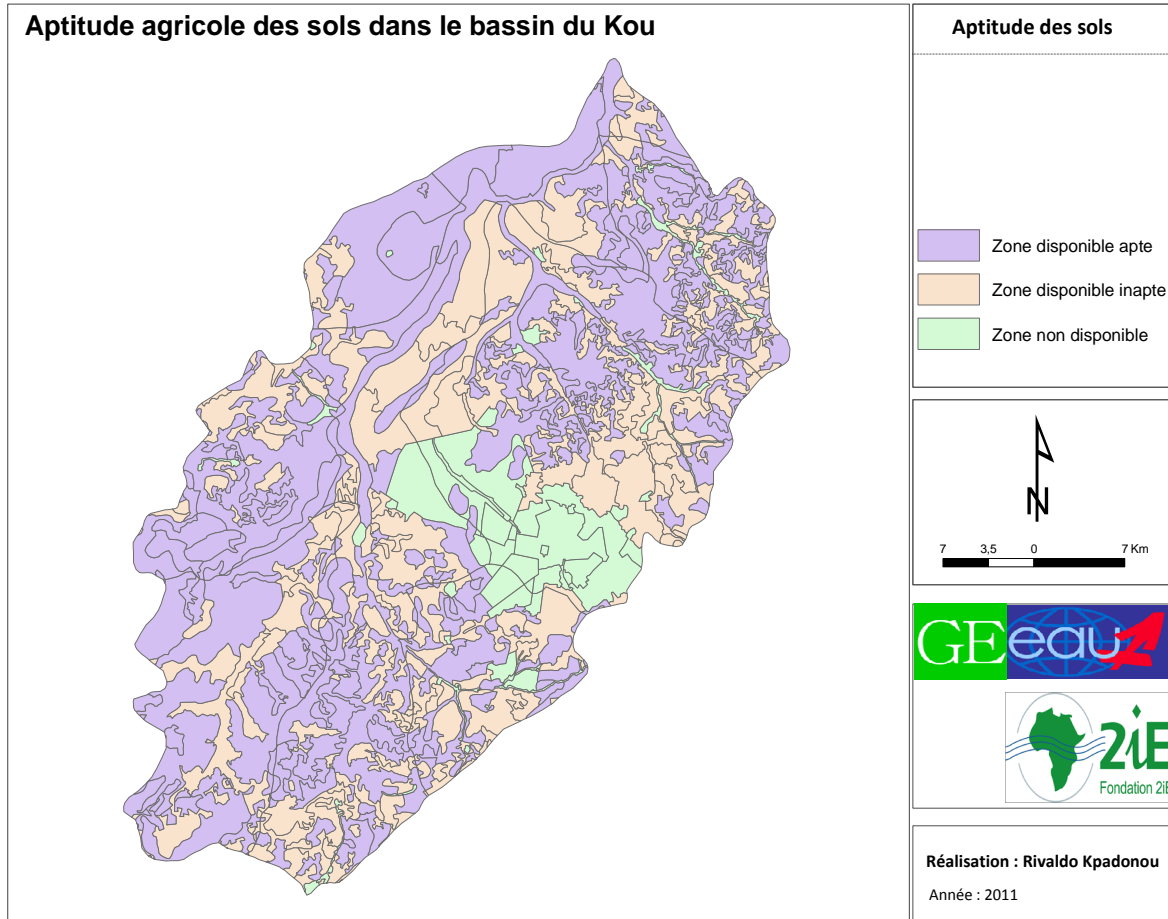 Aptitude agricole des sols dans le bassin du Kou
Aptitude des sols
Zone disponible apte
Zone disponible inapte
Zone non disponible
N
7 3,5 0 7 Km
GEeau
2iE
Fondation 2iE
Réalisation : Rivaldo Kpadonou
Année : 2011